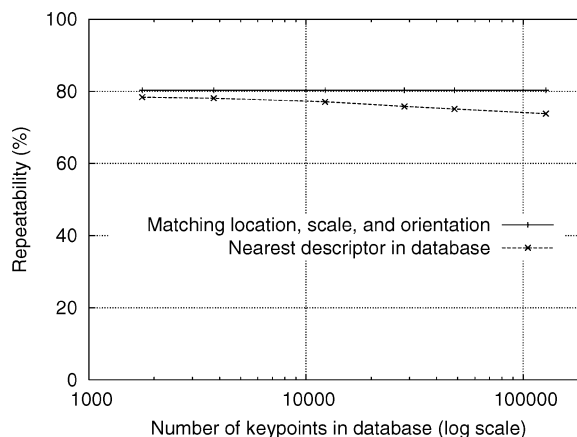 100
80
60
40
20
0
Repeatability (%)
Matching location, scale, and orientation
Nearest descriptor in database
1000 10000 100000
Number of keypoints in database (log scale)